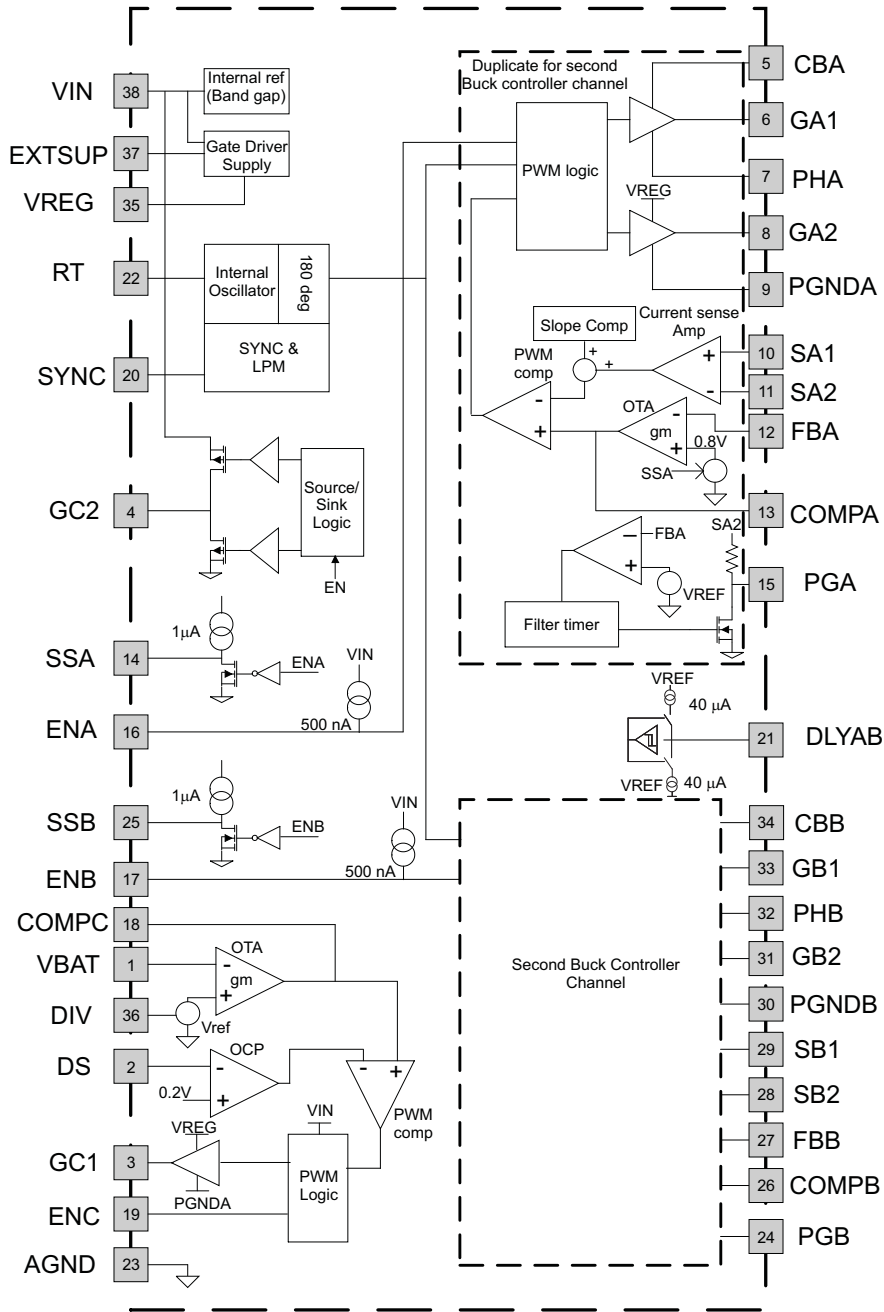 VIN
38
Internal ref
(Band gap)
EXTSUP
37
Gate Driver
Supply
VREG
35
RT
22
Internal
Oscillator
180 deg
SYNC &
LPM
SYNC
20
GC2
4
Source/
Sink
Logic
EN
1µA
SSA
14
ENA
VIN
500 nA
ENA
16
1µA
SSB
25
ENB
VIN
500 nA
ENB
17
COMPC
18
VBAT
1
OTA
-
gm
+
DIV
36
Vref
DS
2
OCP
-
+
0.2V
-
+
PWM
comp
VIN
VREG
GC1
3
PGNDA
PWM
Logic
ENC
19
AGND
23
Duplicate for second
Buck controller channel
PWM logic
5
CBA
6
GA1
7
PHA
VREG
8
GA2
9
PGNDA
Current sense
Amp
Slope Comp
+
+
PWM
comp
-
+
+
-
10
SA1
11
SA2
OTA
-
gm
+
12
FBA
0.8V
SSA
13
COMPA
SA2
FBA
−
+
VREF
15
PGA
Filter timer
VREF
40 µA
21
DLYAB
VREF
40 µA
Second Buck Controller
Channel
34
CBB
33
GB1
32
PHB
31
GB2
30
PGNDB
29
SB1
28
SB2
27
FBB
26
COMPB
24
PGB